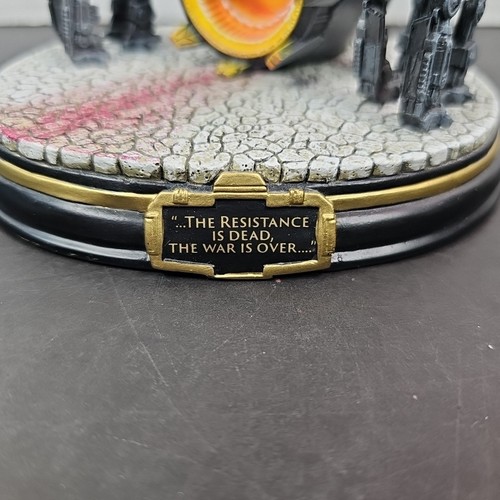 “...The Resistance
is dead,
the war is over....”